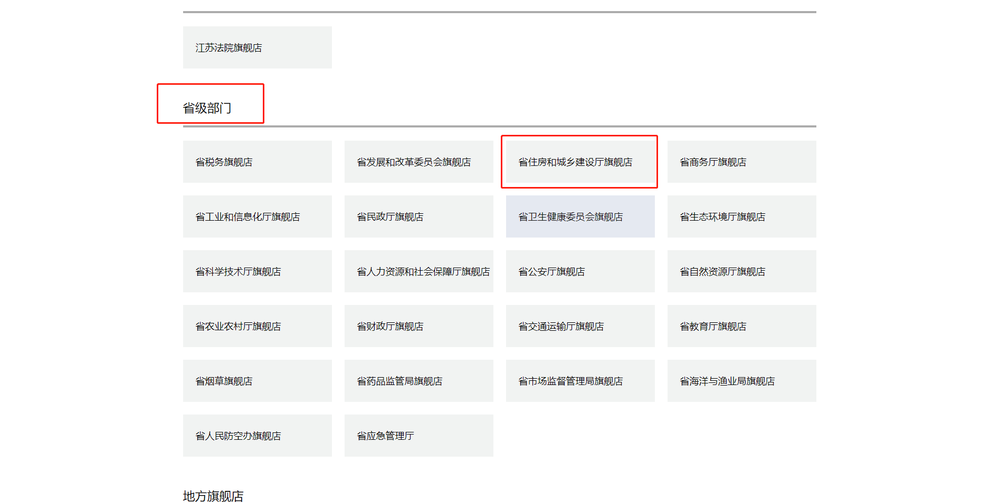 江苏法院旗舰店
省级部门
省税务旗舰店
省发展和改革委员会旗舰店
省住房和城乡建设厅旗舰店
省商务厅旗舰店
省工业和信息化厅旗舰店
省民政厅旗舰店
省卫生健康委员会旗舰店
省生态环境厅旗舰店
省科学技术厅旗舰店
省人力资源和社会保障厅旗舰店
省公安厅旗舰店
省自然资源厅旗舰店
省农业农村厅旗舰店
省财政厅旗舰店
省交通运输厅旗舰店
省教育厅旗舰店
省烟草旗舰店
省药品监管局旗舰店
省市场监督管理局旗舰店
省海洋与渔业局旗舰店
省人民防空办旗舰店
省应急管理厅
地方旗舰店